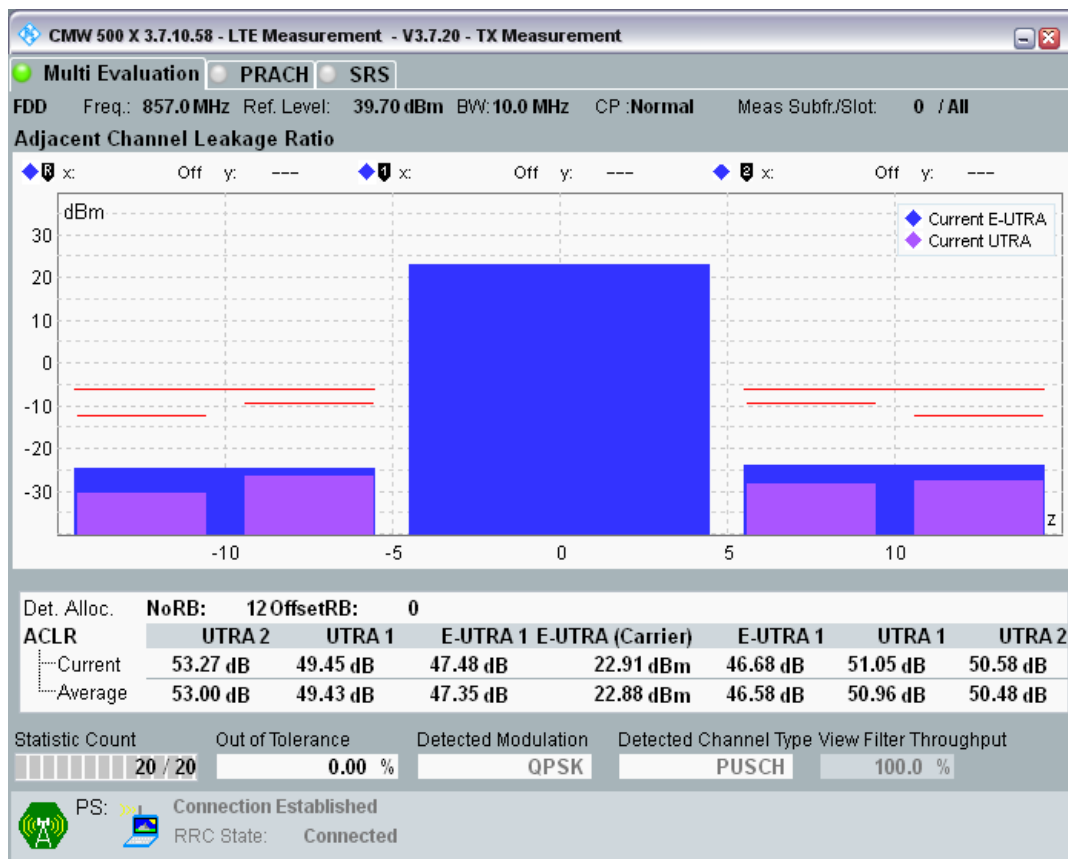 CMW 500 X 3.7.10.58 - LTE Measurement - V3.7.20 - TX Measurement
Multi Evaluation PRACH SRS
FDD Freq.: 857.0 MHz Ref. Level: 39.70 dBm BW: 10.0 MHz CP :Normal Meas Subfr./Slot: 0 / All
Adjacent Channel Leakage Ratio
R x: Off y: --- 1 x: Off y: --- 2 x: Off y: ---
dBm
Current E-UTRA
Current UTRA
30
20
10
0
-10
-20
-30
z
-10 -5 0 5 10
Det. Alloc. NoRB: 12 OffsetRB: 0
ACLR UTRA 2 UTRA 1 E-UTRA 1 E-UTRA (Carrier) E-UTRA 1 UTRA 1 UTRA 2
Current 53.27 dB 49.45 dB 47.48 dB 22.91 dBm 46.68 dB 51.05 dB 50.58 dB
Average 53.00 dB 49.43 dB 47.35 dB 22.88 dBm 46.58 dB 50.96 dB 50.48 dB
Statistic Count Out of Tolerance Detected Modulation Detected Channel Type View Filter Throughput
20 / 20 0.00 % QPSK PUSCH 100.0 %
PS: Connection Established
RRC State: Connected